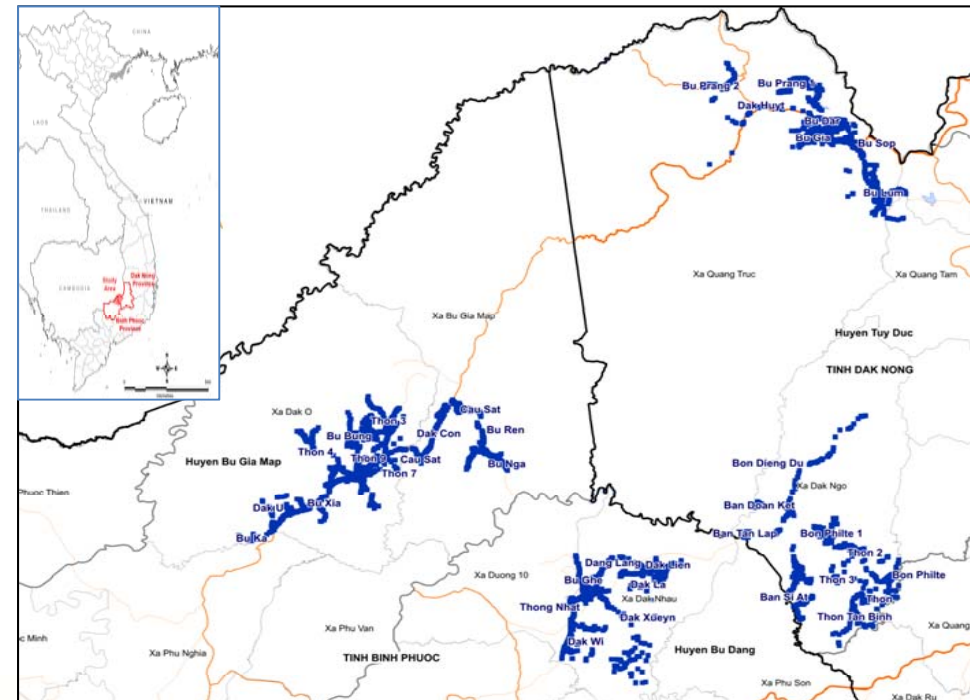 CHINA
LAOS
THAILAND
VIETNAM
CAMBODIA
Study
Area
Dak Nong
Province
Binh Phuoc
Province
Bu Prang 2
Bu Prang 1
Dak Huyt
Bu Dar
Bu Gia
Bu Sop
Bu Lum
Xa Quang Truc
Xa Quang Tam
Xa Bu Gia Map
Huyen Tuy Duc
TINH DAK NONG
Xa Dak O
Cau Sat
Thon 3
Bu Bung
Dak Con
Bu Ren
Thon 4
Thon 9
Cau Sat
Bu Nga
Huyen Bu Gia Map
Thon 7
Bon Dieng Du
Xa Dak Ngo
Phuoc Thien
Dak U
Bu Xia
Ban Doan Ket
Bu Ka
Ban Tan Lap
Bon Philte 1
Thon 2
Dang Lang
Dak Lien
Xa Duong 10
Bu Ghe
Dak La
Thon 3
Bon Philte
Thong Nhat
Xa Dak Nhau
Ban Si At
Thon
Dak Xueyn
Thon Tan Binh
Xa Phu Van
Xa Quang
c Minh
Dak Wi
Xa Phu Nghia
TINH BINH PHUOC
Huyen Bu Dang
Xa Phu Son
Xa Dak Ru